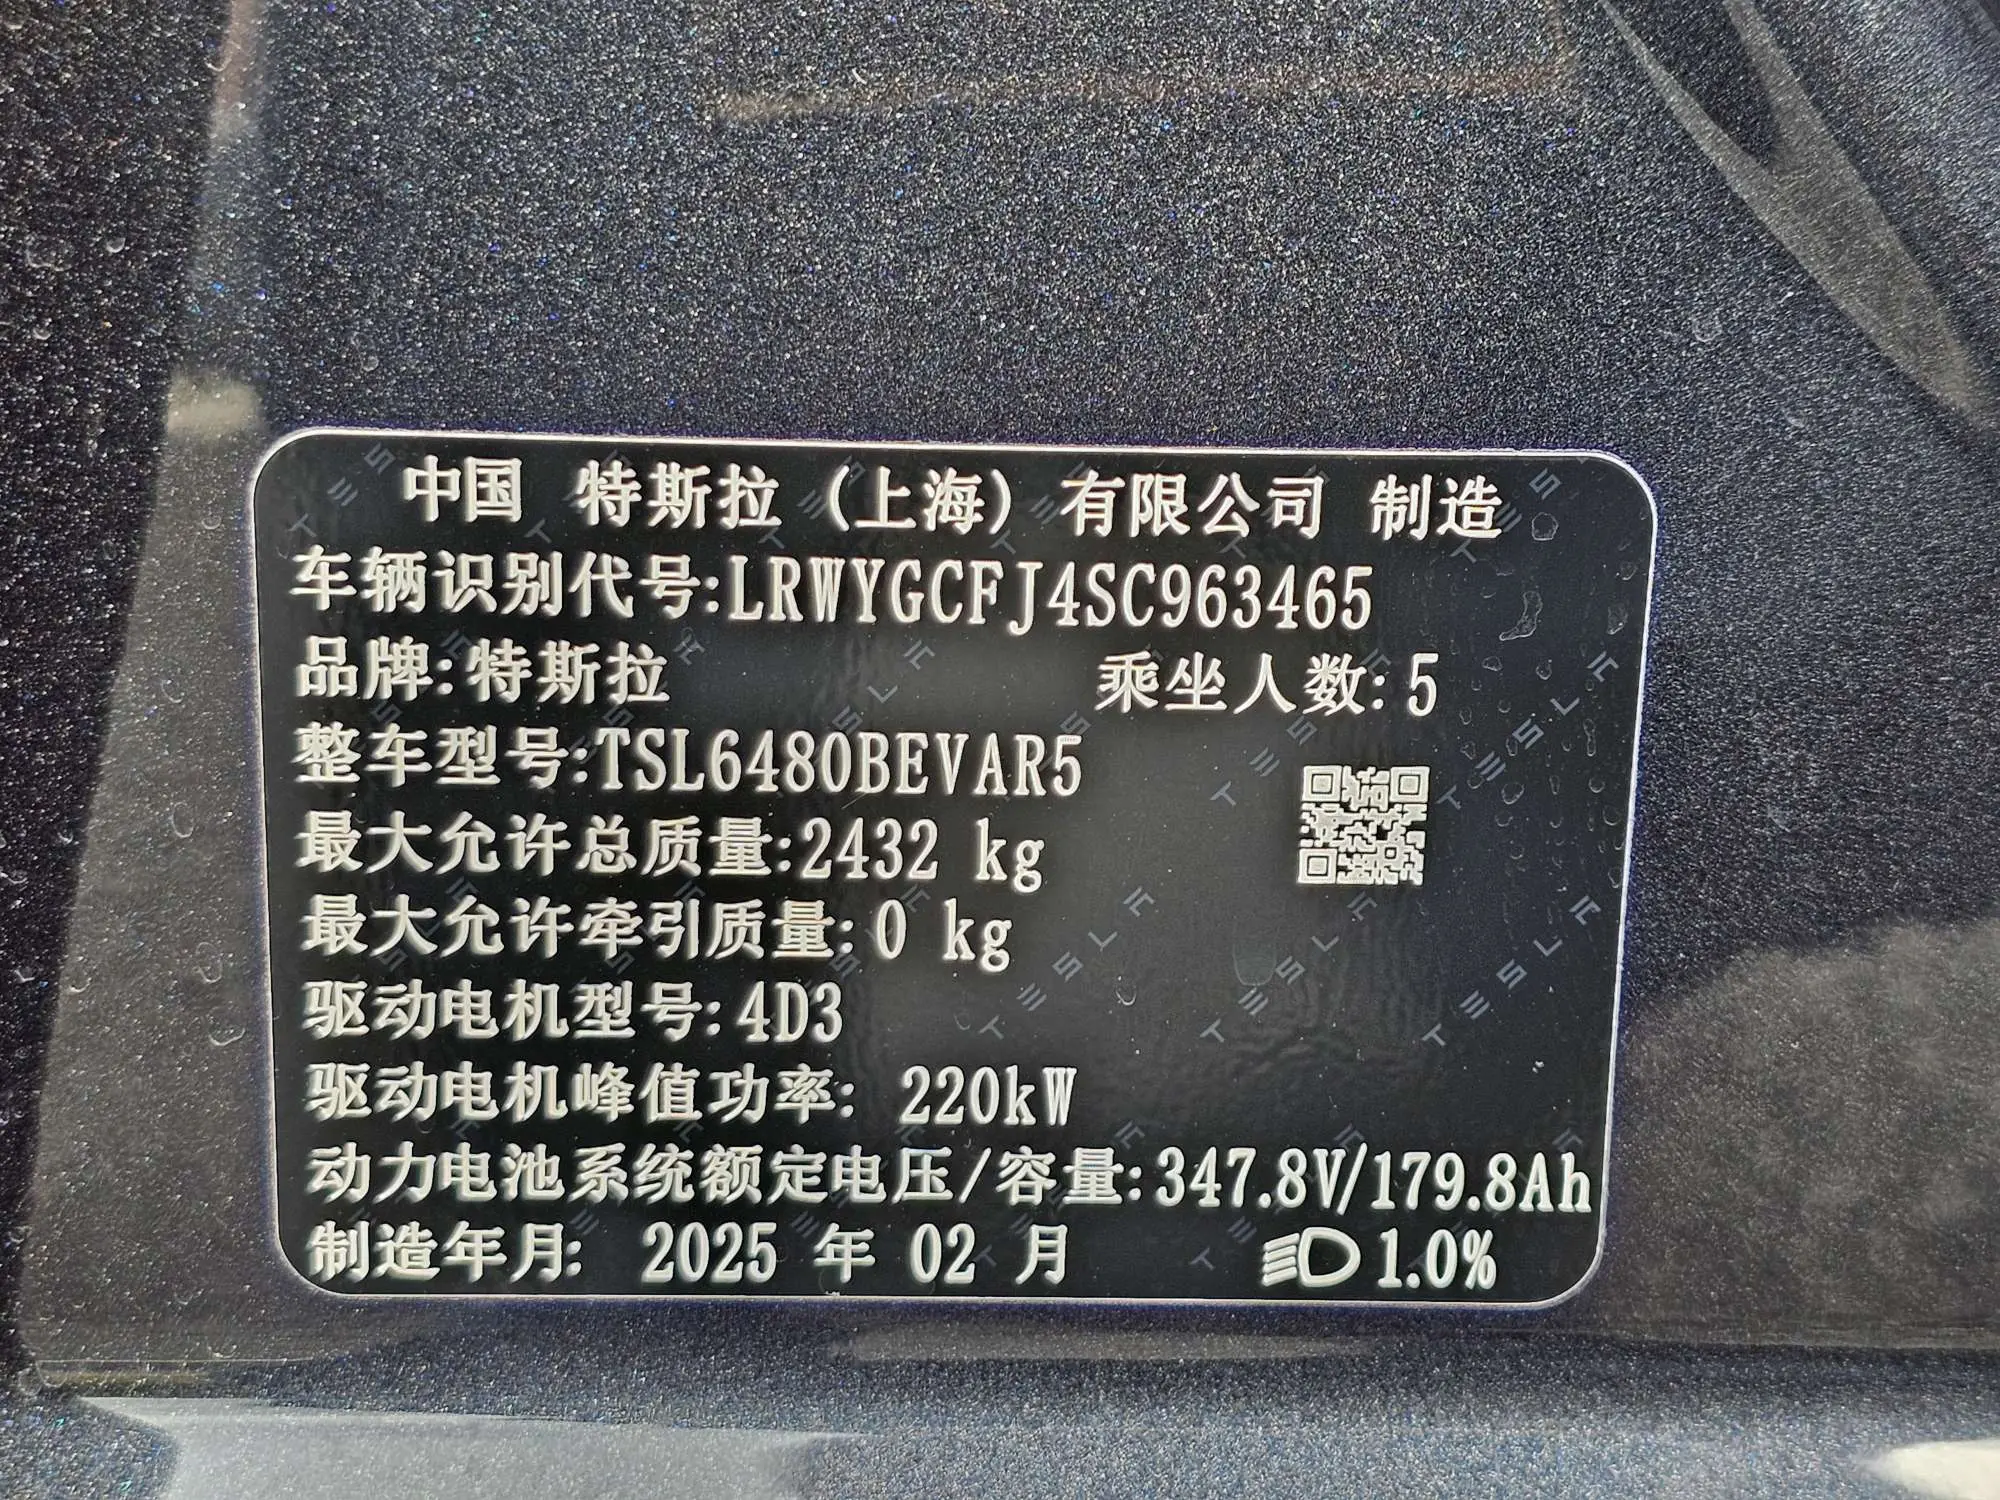 中国 特斯拉(上海)有限公司 制造
车辆识别代号:LRWYGCFJ4SC963465
品牌:特斯拉 乘坐人数:5
整车型号:TSL6480BEVAR5
最大允许总质量:2432 kg
最大允许牵引质量:0 kg
驱动电机型号:4D3
驱动电机峰值功率: 220kW
动力电池系统额定电压/容量:347.8V/179.8Ah
制造年月: 2025 年 02 月 1.0%